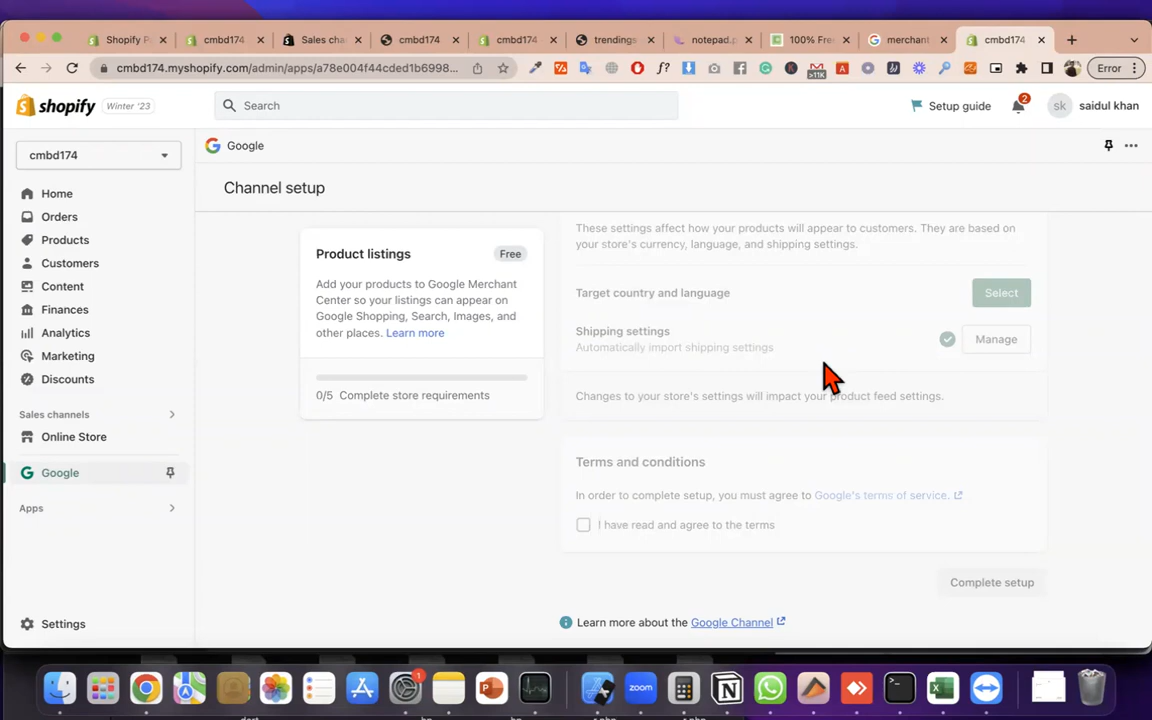 Shopify P
cmbd174
Sales cha
cmbd174
cmbd174
trendings
notepad.p
100% Fre
merchant
cmbd174
cmbd174.myshopify.com/admin/apps/a78e004f44cded1b6998...
f?
>11K
Error
shopify
Winter '23
Search
Setup guide
2
sk
saidul khan
cmbd174
Google
Home
Orders
Products
Customers
Content
Finances
Analytics
Marketing
Discounts
Sales channels
Online Store
Google
Apps
Settings
Channel setup
Product listings
Free
Add your products to Google Merchant
Center so your listings can appear on
Google Shopping, Search, Images, and
other places. Learn more
0/5 Complete store requirements
These settings affect how your products will appear to customers. They are based on
your store's currency, language, and shipping settings.
Target country and language
Select
Shipping settings
Automatically import shipping settings
Manage
Changes to your store's settings will impact your product feed settings.
Terms and conditions
In order to complete setup, you must agree to Google's terms of service.
I have read and agree to the terms
Complete setup
Learn more about the Google Channel
1
zoom